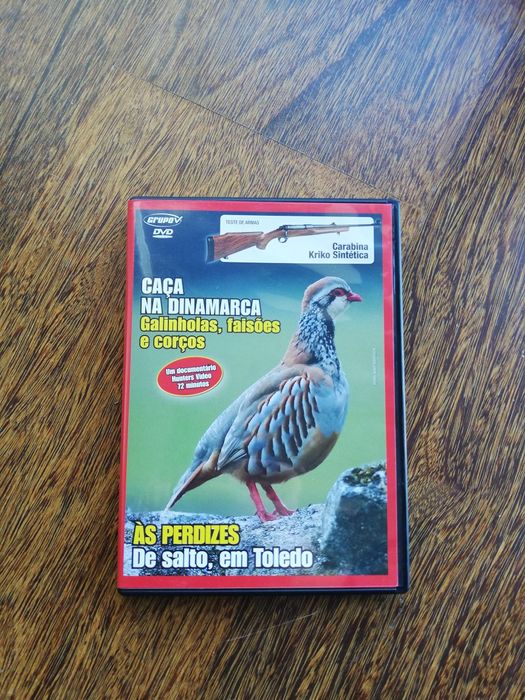 GRUPO V
DVD
TESTE DE ARMAS
Carabina
Kriko Sintética
CAÇA
NA DINAMARCA
Galinholas, faisões
e corços
Um documentário
Hunters Video
72 minutos
ÀS PERDIZES
De salto, em Toledo